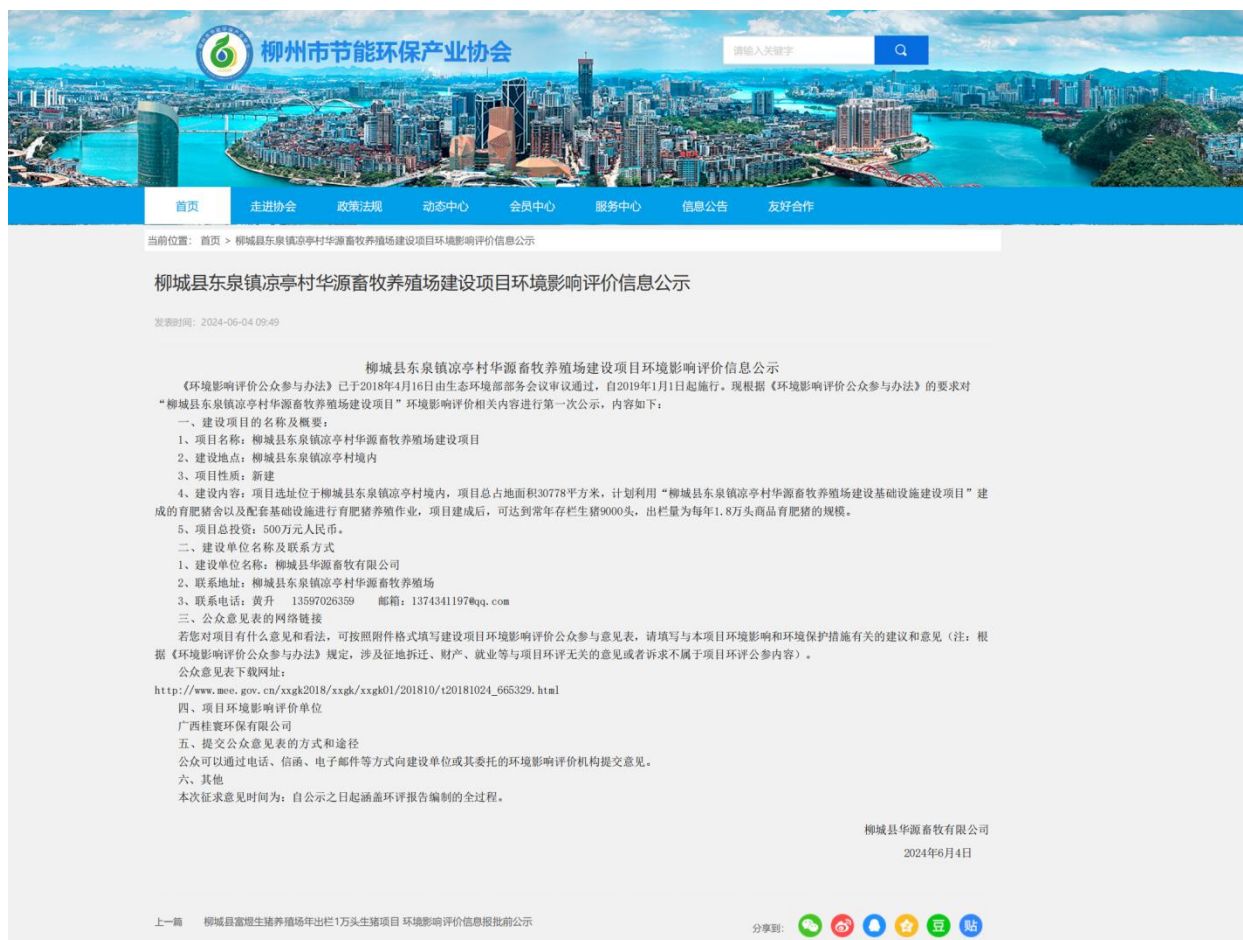 柳州市节能环保产业协会
请输入关键字
首页 走进协会 政策法规 动态中心 会员中心 服务中心 信息公告 友好合作
当前位置： 首页 > 柳城县东泉镇凉亭村华源畜牧养殖场建设项目环境影响评价信息公示
柳城县东泉镇凉亭村华源畜牧养殖场建设项目环境影响评价信息公示
发表时间：2024-06-04 09:49
柳城县东泉镇凉亭村华源畜牧养殖场建设项目环境影响评价信息公示
《环境影响评价公众参与办法》已于2018年4月16日由生态环境部部务会议审议通过，自2019年1月1日起施行。现根据《环境影响评价公众参与办法》的要求对
“柳城县东泉镇凉亭村华源畜牧养殖场建设项目”环境影响评价相关内容进行第一次公示，内容如下：
一、建设项目的名称及概要：
1、项目名称：柳城县东泉镇凉亭村华源畜牧养殖场建设项目
2、建设地点：柳城县东泉镇凉亭村境内
3、项目性质：新建
4、建设内容：项目选址位于柳城县东泉镇凉亭村境内，项目总占地面积30778平方米，计划利用“柳城县东泉镇凉亭村华源畜牧养殖场建设基础设施建设项目”建
成的育肥猪舍以及配套基础设施进行育肥猪养殖作业，项目建成后，可达到常年存栏生猪9000头，出栏量为每年1.8万头商品育肥猪的规模。
5、项目总投资：500万元人民币。
二、建设单位名称及联系方式
1、建设单位名称：柳城县华源畜牧有限公司
2、联系地址：柳城县东泉镇凉亭村华源畜牧养殖场
3、联系电话：黄升 13597026359 邮箱：1374341197@qq.com
三、公众意见表的网络链接
若您对项目有什么意见和看法，可按照附件格式填写建设项目环境影响评价公众参与意见表，请填写与本项目环境影响和环境保护措施有关的建议和意见（注：根
据《环境影响评价公众参与办法》规定，涉及征地拆迁、财产、就业等与项目环评无关的意见或者诉求不属于项目环评公参内容）。
公众意见表下载网址：
http://www.mee.gov.cn/xxgk2018/xxgk/xxgk01/201810/t20181024_665329.html
四、项目环境影响评价单位
广西桂寰环保有限公司
五、提交公众意见表的方式和途径
公众可以通过电话、信函、电子邮件等方式向建设单位或其委托的环境影响评价机构提交意见。
六、其他
本次征求意见时间为：自公示之日起涵盖环评报告编制的全过程。
柳城县华源畜牧有限公司
2024年6月4日
上一篇 柳城县富煜生猪养殖场年出栏1万头生猪项目 环境影响评价信息报批前公示
分享到： 豆 贴